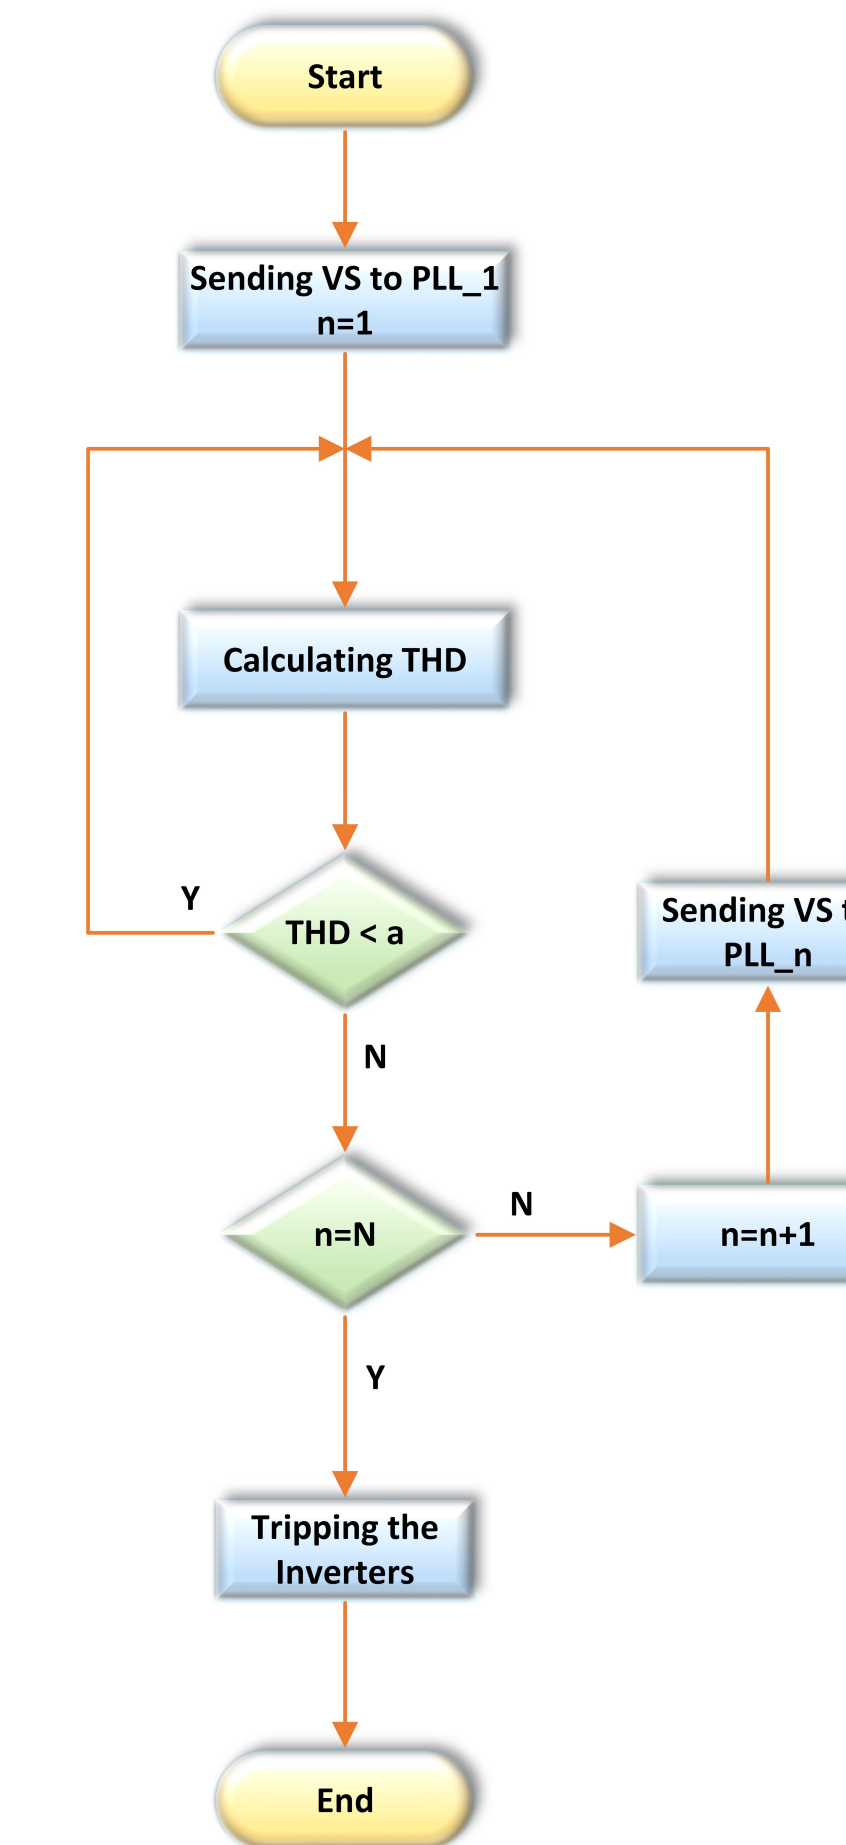 Start
Sending VS to PLL_1
n=1
Calculating THD
Y
THD < a
Sending VS
PLL_n
N
N
n=N
n=n+1
Y
Tripping the
Inverters
End